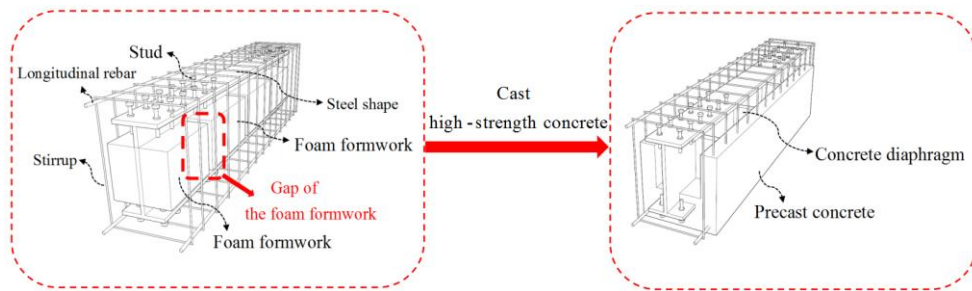 Stud
Longitudinal rebar
Steel shape
Foam formwork
Stirrup
Gap of
the foam formwork
Foam formwork
Cast
high-strength concrete
Concrete diaphragm
Precast concrete